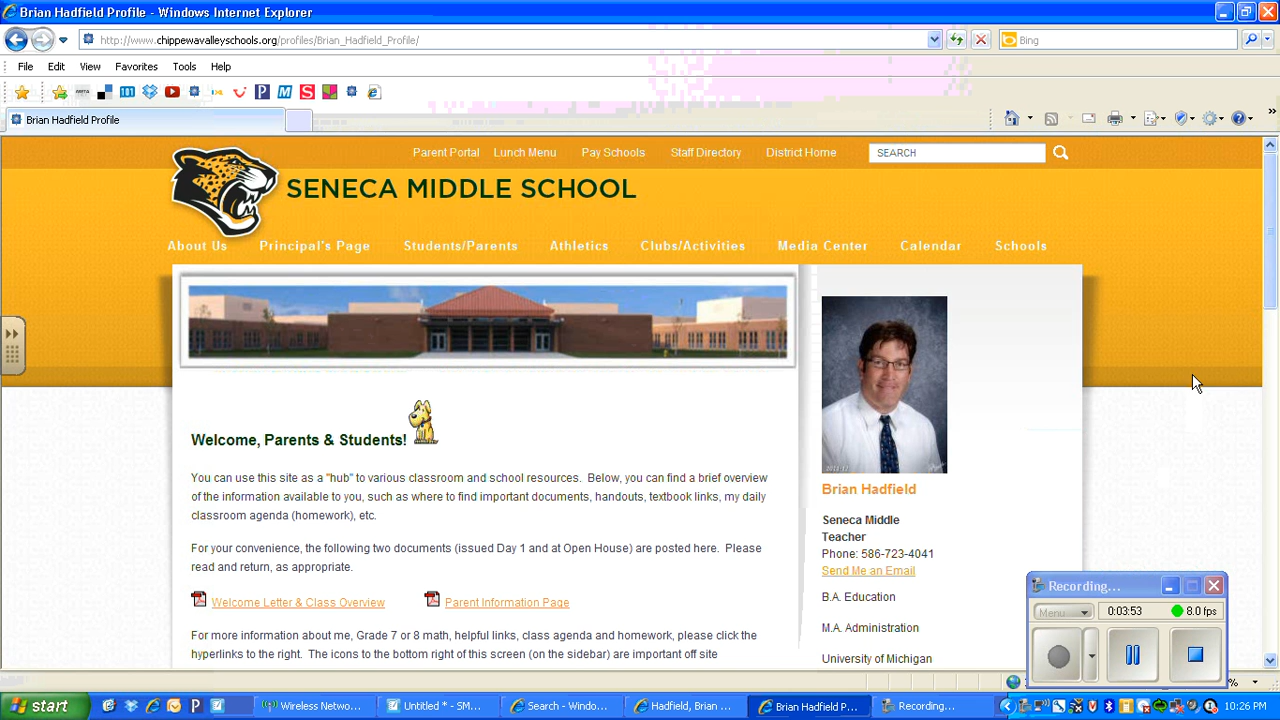 Brian Hadfield Profile - Windows Internet Explorer
http://www.chippewavalleyschools.org/profiles/Brian_Hadfield_Profile/
Bing
File Edit View Favorites Tools Help
Brian Hadfield Profile
Parent Portal Lunch Menu Pay Schools Staff Directory District Home SEARCH
SENECA MIDDLE SCHOOL
About Us Principal's Page Students/Parents Athletics Clubs/Activities Media Center Calendar Schools
Welcome, Parents & Students!
You can use this site as a "hub" to various classroom and school resources. Below, you can find a brief overview
of the information available to you, such as where to find important documents, handouts, textbook links, my daily
classroom agenda (homework), etc.
For your convenience, the following two documents (issued Day 1 and at Open House) are posted here. Please
read and return, as appropriate.
Welcome Letter & Class Overview Parent Information Page
For more information about me, Grade 7 or 8 math, helpful links, class agenda and homework, please click the
hyperlinks to the right. The icons to the bottom right of this screen (on the sidebar) are important off site
Brian Hadfield
Seneca Middle
Teacher
Phone: 586-723-4041
Send Me an Email
B.A. Education
M.A. Administration
University of Michigan
Recording...
Menu 0:03:53 8.0 fps
%
start Wireless Netwo... Untitled * - SM... Search - Windo... Hadfield, Brian ... Brian Hadfield P... Recording... 10:26 PM